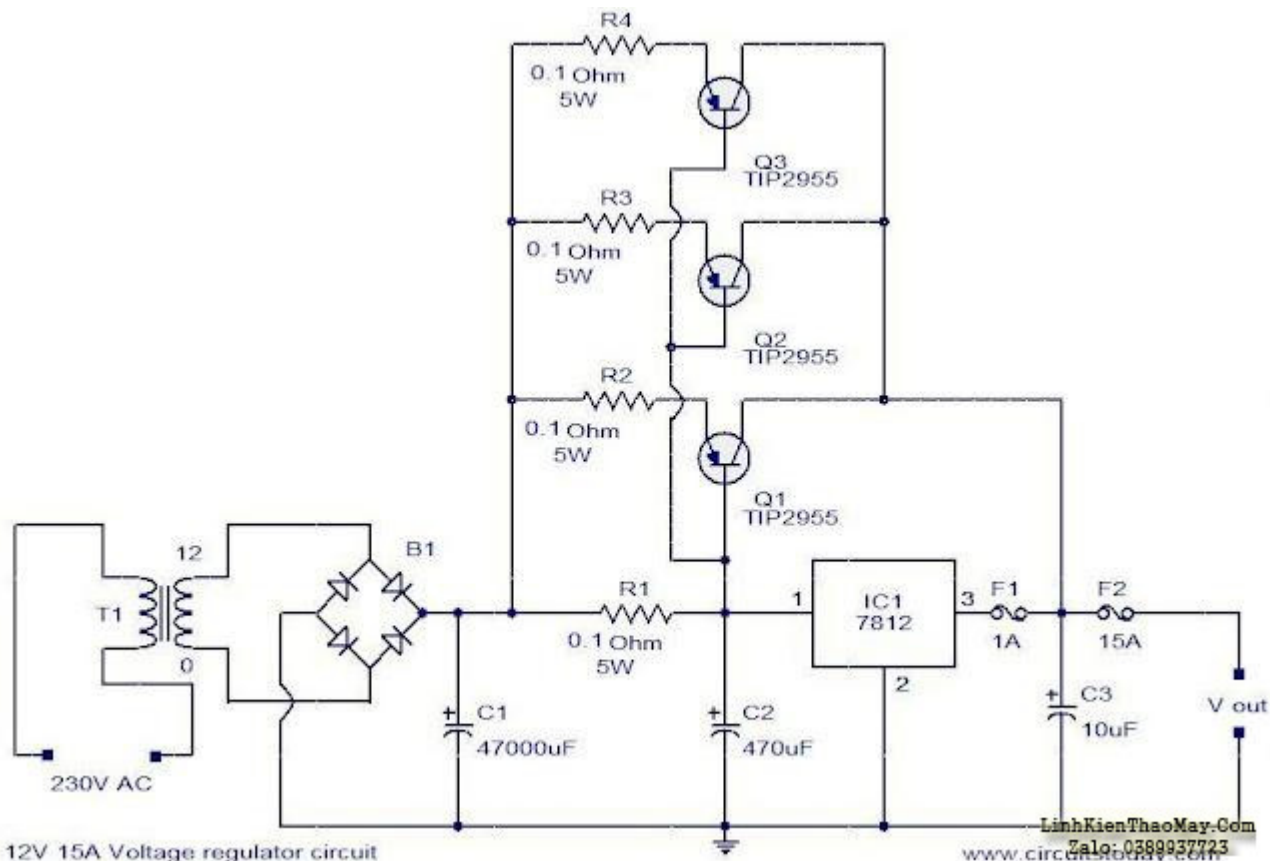 R4
0.1 Ohm
5W
Q3
TIP2955
R3
0.1 Ohm
5W
Q2
TIP2955
R2
0.1 Ohm
5W
Q1
TIP2955
12
B1
T1
0
R1
0.1 Ohm
5W
1
IC1
7812
3
F1
1A
F2
15A
2
C1
47000uF
C2
470uF
C3
10uF
V out
230V AC
LinhKienThaoMay.Com
Zalo: 0389937723
12V 15A Voltage regulator circuit
www.circuitstoday.com